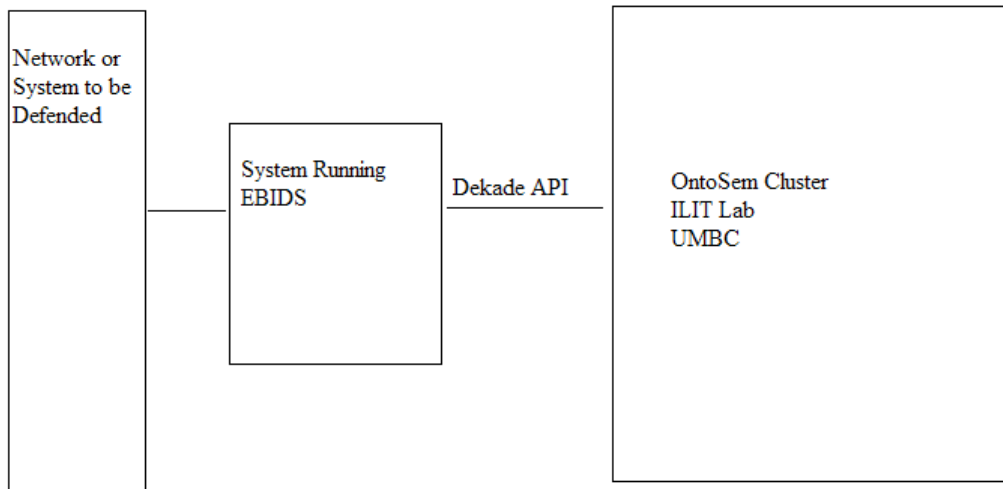 Network or
System to be
Defended
System Running
EBIDS
Dekade API
OntoSem Cluster
ILIT Lab
UMBC